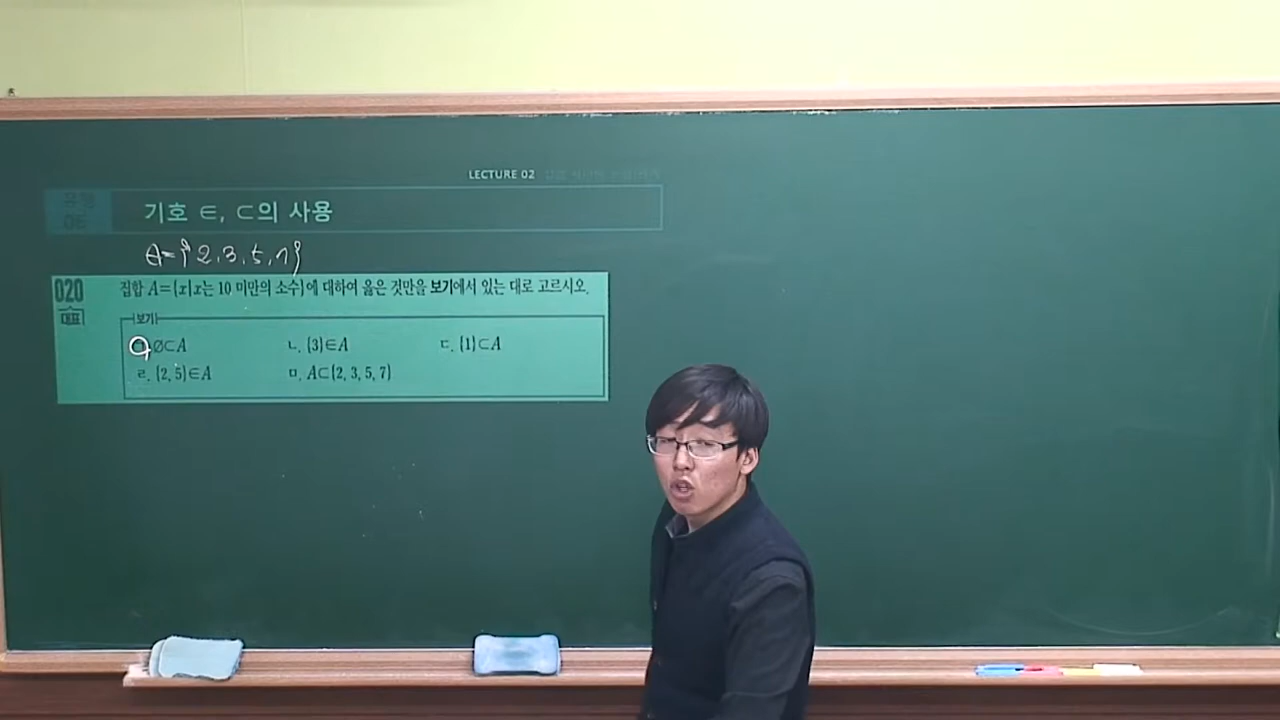 LECTURE 02
유형
기호 ∈, ⊂의 사용
A={2, 3, 5, 7}
020 집합 A={x|x는 10 미만의 소수}에 대하여 옳은 것만을 보기에서 있는 대로 고르시오.
대표
보기
ㄱ. ∅⊂A ㄴ. {3}∈A ㄷ. {1}⊂A
ㄹ. {2, 5}∈A ㅁ. A⊂{2, 3, 5, 7}